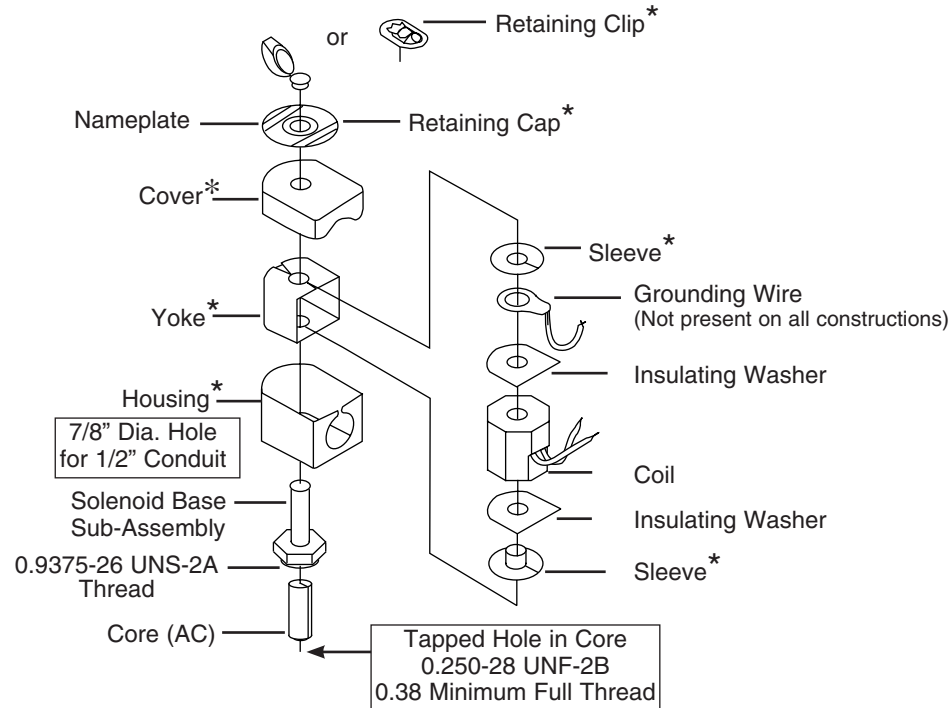 or
Retaining Clip*
Nameplate
Retaining Cap*
Cover*
Sleeve*
Grounding Wire
(Not present on all constructions)
Yoke*
Insulating Washer
Housing*
7/8” Dia. Hole
for 1/2” Conduit
Coil
Solenoid Base
Sub-Assembly
Insulating Washer
0.9375-26 UNS-2A
Thread
Sleeve*
Core (AC)
Tapped Hole in Core
0.250-28 UNF-2B
0.38 Minimum Full Thread